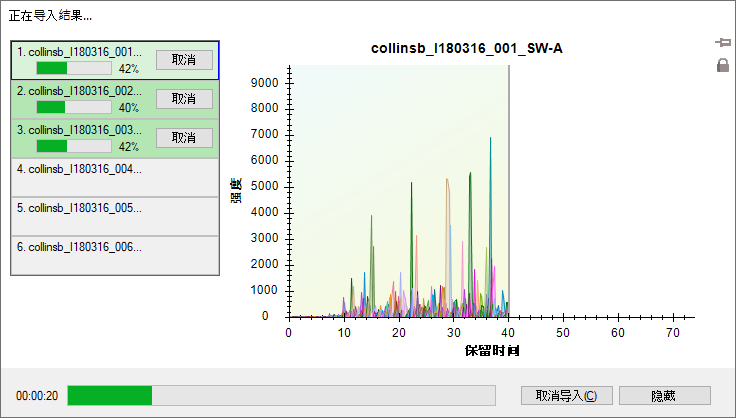 正在导入结果...
1. collinsb_I180316_001...
42%
取消
2. collinsb_I180316_002...
40%
取消
3. collinsb_I180316_003...
42%
取消
4. collinsb_I180316_004...
5. collinsb_I180316_005...
6. collinsb_I180316_006...
collinsb_I180316_001_SW-A
强度
9000
8000
7000
6000
5000
4000
3000
2000
1000
0
0 10 20 30 40 50 60 70
保留时间
00:00:20
取消导入(C)
隐藏